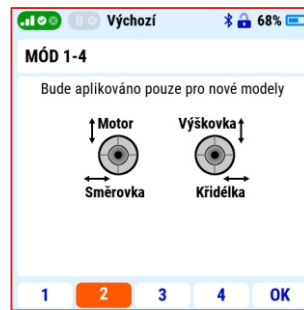 Výchozí 68%
MÓD 1-4
Bude aplikováno pouze pro nové modely
Motor Výškovka
Směrovka Křidélka
1 2 3 4 OK